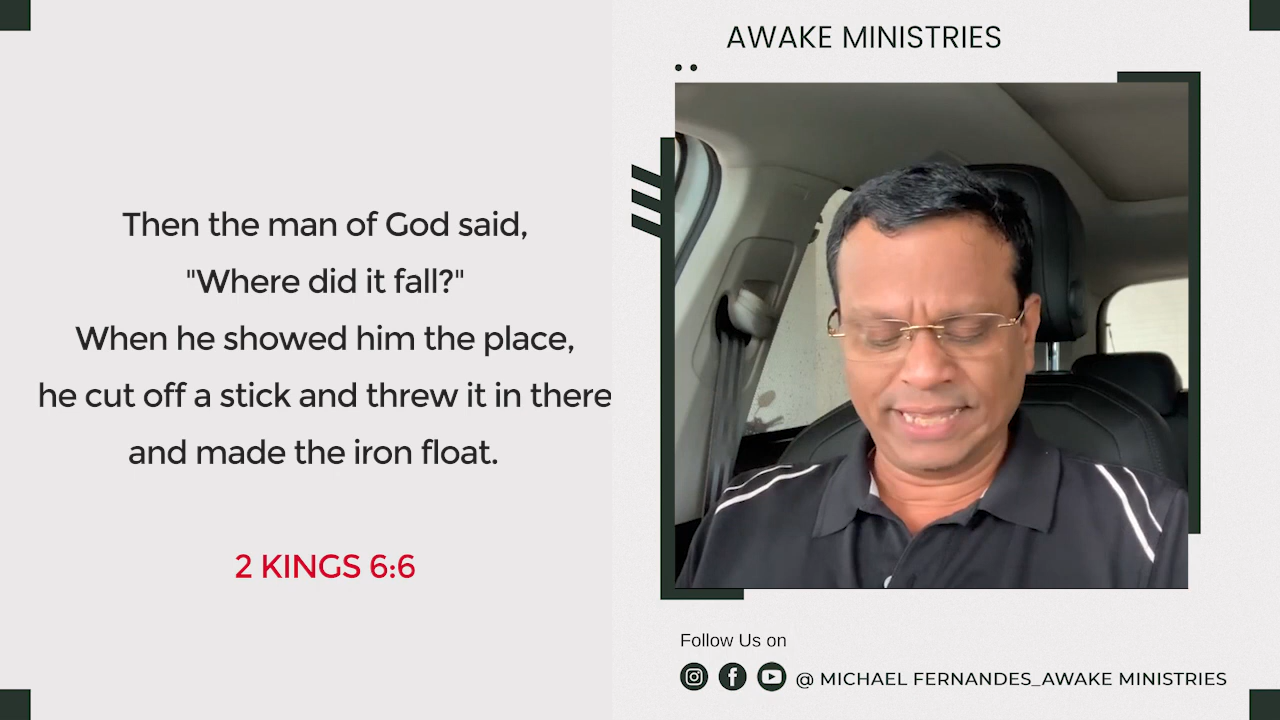 Then the man of God said,
"Where did it fall?"
When he showed him the place,
he cut off a stick and threw it in there
and made the iron float.
2 KINGS 6:6
AWAKE MINISTRIES
Follow Us on
@ MICHAEL FERNANDES_AWAKE MINISTRIES